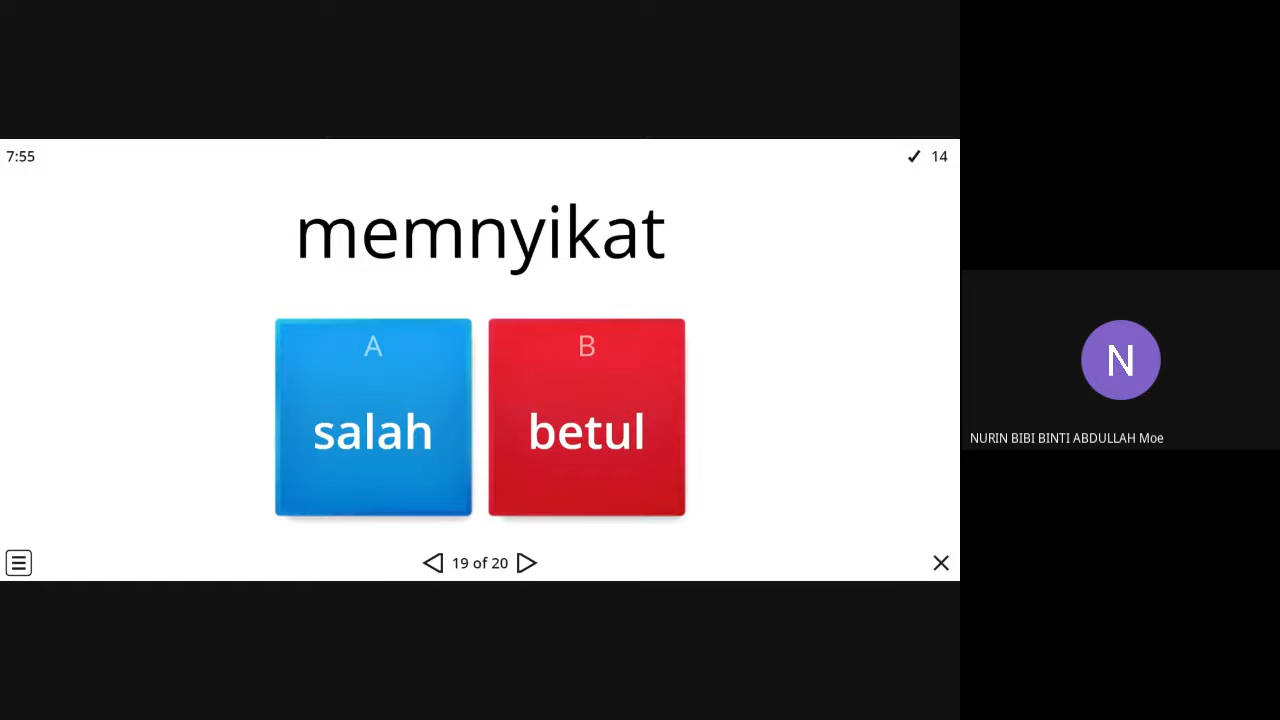 7:55
✓ 14
memnyikat
A
salah
B
betul
19 of 20
N
NURIN BIBI BINTI ABDULLAH Moe